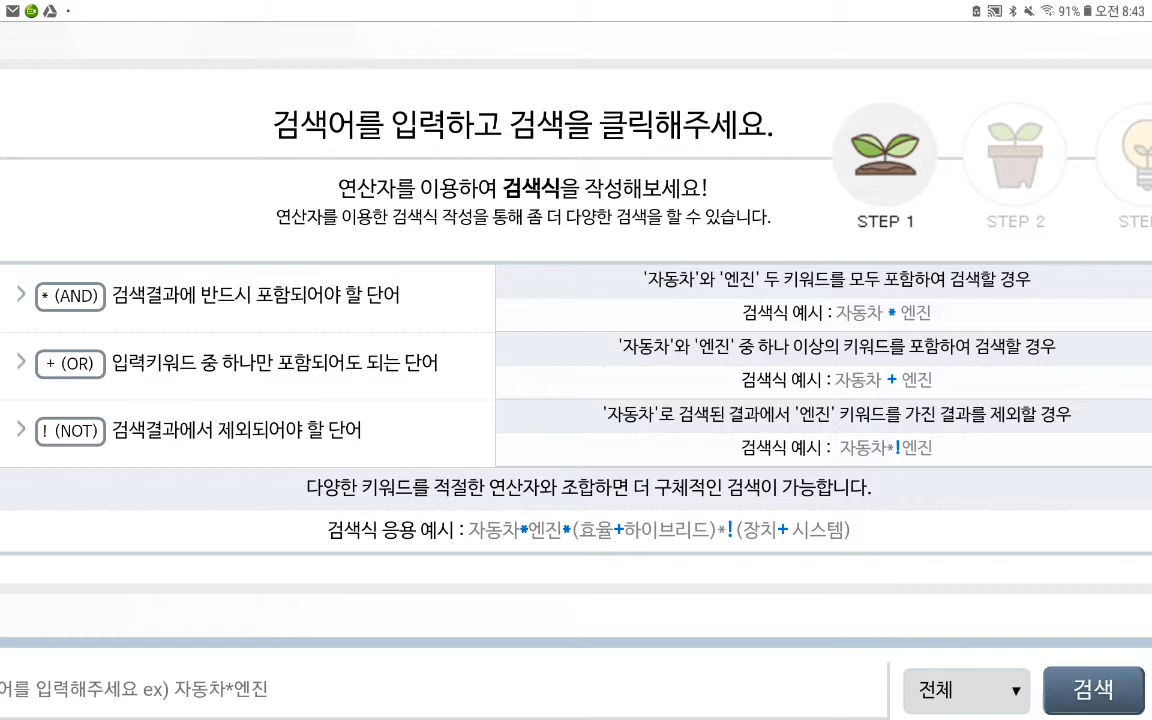 91% 오전 8:43
검색어를 입력하고 검색을 클릭해주세요.
연산자를 이용하여 검색식을 작성해보세요!
연산자를 이용한 검색식 작성을 통해 좀 더 다양한 검색을 할 수 있습니다.
STEP 1
STEP 2
STE
* (AND) 검색결과에 반드시 포함되어야 할 단어
'자동차'와 '엔진' 두 키워드를 모두 포함하여 검색할 경우
검색식 예시 : 자동차 * 엔진
+ (OR) 입력키워드 중 하나만 포함되어도 되는 단어
'자동차'와 '엔진' 중 하나 이상의 키워드를 포함하여 검색할 경우
검색식 예시 : 자동차 + 엔진
! (NOT) 검색결과에서 제외되어야 할 단어
'자동차'로 검색된 결과에서 '엔진' 키워드를 가진 결과를 제외할 경우
검색식 예시 : 자동차*!엔진
다양한 키워드를 적절한 연산자와 조합하면 더 구체적인 검색이 가능합니다.
검색식 응용 예시 : 자동차*엔진*(효율+하이브리드)*!(장치+ 시스템)
어를 입력해주세요 ex) 자동차*엔진
전체 ▼
검색